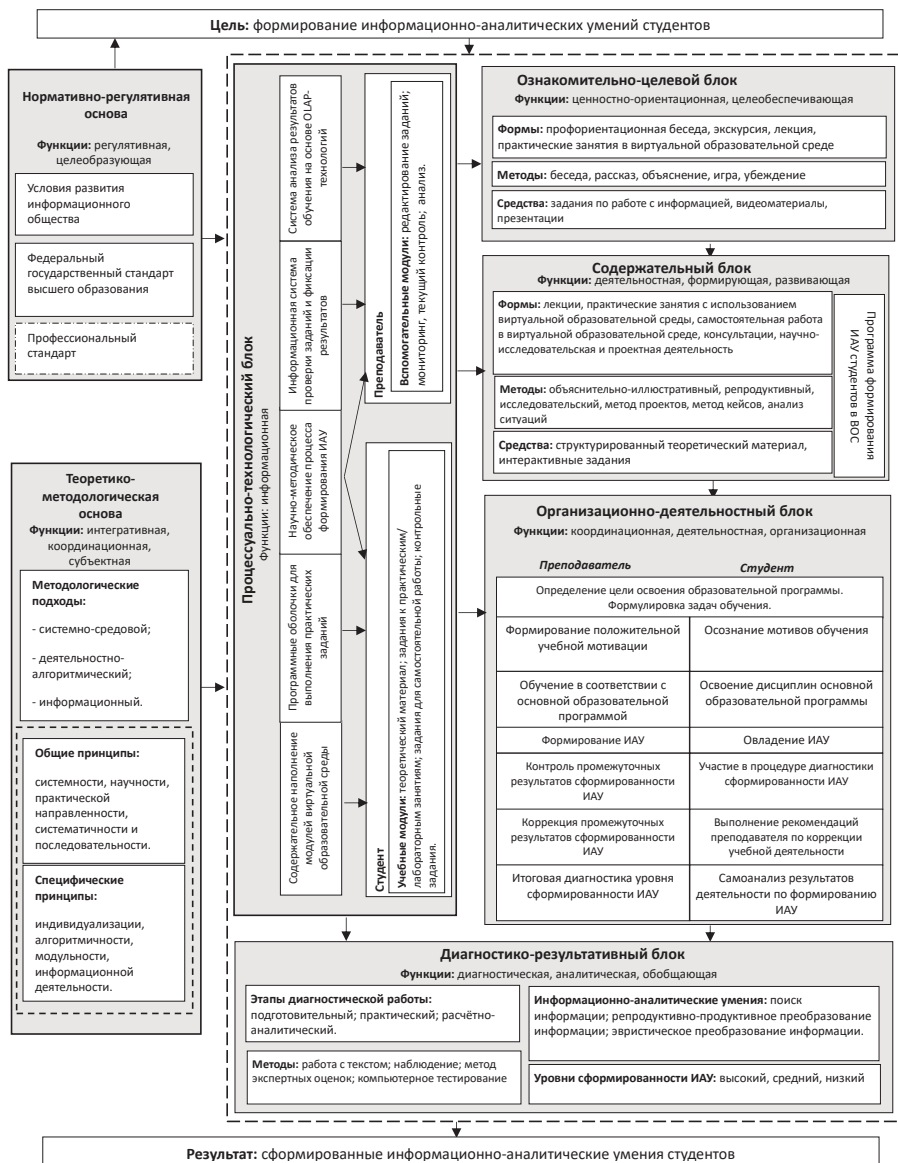 Цель: формирование информационно-аналитических умений студентов
Нормативно-регулятивная
основа
Функции: регулятивная,
целеобразующая
Условия развития
информационного
общества
Федеральный
государственный стандарт
высшего образования
Профессиональный
стандарт
Теоретико-
методологическая
основа
Функции: интегративная,
координационная,
субъектная
Методологические
подходы:
- системно-средовой;
- деятельностно-
алгоритмический;
- информационный.
Общие принципы:
системности, научности,
практической
направленности,
систематичности и
последовательности.
Специфические
принципы:
индивидуализации,
алгоритмичности,
модульности,
информационной
деятельности.
Процессуально-технологический блок
Функции: информационная
Система анализа результатов
обучения на основе OLAP-
технологий
Информационная система
проверки заданий и фиксации
результатов
Научно-методическое
обеспечение процесса
формирования ИАУ
Программные оболочки для
выполнения практических
заданий
Содержательное наполнение
модулей виртуальной
образовательной среды
Преподаватель
Вспомогательные модули: редактирование заданий;
мониторинг, текущий контроль; анализ.
Студент
Учебные модули: теоретический материал; задания к практическим/
лабораторным занятиям; задания для самостоятельной работы; контрольные
задания.
Ознакомительно-целевой блок
Функции: ценностно-ориентационная, целеобеспечивающая
Формы: профориентационная беседа, экскурсия, лекция,
практические занятия в виртуальной образовательной среде
Методы: беседа, рассказ, объяснение, игра, убеждение
Средства: задания по работе с информацией, видеоматериалы,
презентации
Содержательный блок
Функции: деятельностная, формирующая, развивающая
Формы: лекции, практические занятия с использованием
виртуальной образовательной среды, самостоятельная работа
в виртуальной образовательной среде, консультации, научно-
исследовательская и проектная деятельность
Методы: объяснительно-иллюстративный, репродуктивный,
исследовательский, метод проектов, метод кейсов, анализ
ситуаций
Средства: структурированный теоретический материал,
интерактивные задания
Программа формирования
ИАУ студентов в ВОС
Организационно-деятельностный блок
Функции: координационная, деятельностная, организационная
Преподаватель
Студент
Определение цели освоения образовательной программы.
Формулировка задач обучения.
Формирование положительной
учебной мотивации
Осознание мотивов обучения
Обучение в соответствии с
основной образовательной
программой
Освоение дисциплин основной
образовательной программы
Формирование ИАУ
Овладение ИАУ
Контроль промежуточных
результатов сформированности
ИАУ
Участие в процедуре диагностики
сформированности ИАУ
Коррекция промежуточных
результатов сформированности
ИАУ
Выполнение рекомендаций
преподавателя по коррекции
учебной деятельности
Итоговая диагностика уровня
сформированности ИАУ
Самоанализ результатов
деятельности по формированию
ИАУ
Диагностико-результативный блок
Функции: диагностическая, аналитическая, обобщающая
Этапы диагностической работы:
подготовительный; практический; расчётно-
аналитический.
Методы: работа с текстом; наблюдение; метод
экспертных оценок; компьютерное тестирование
Информационно-аналитические умения: поиск
информации; репродуктивно-продуктивное преобразование
информации; эвристическое преобразование информации.
Уровни сформированности ИАУ: высокий, средний, низкий
Результат: сформированные информационно-аналитические умения студентов